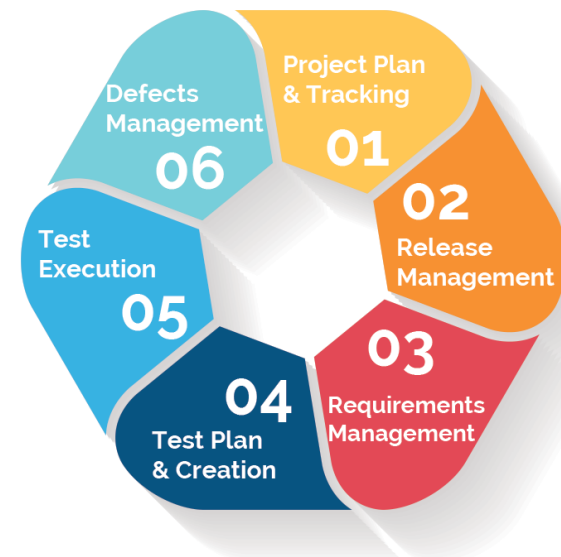 Project Plan
& Tracking
01
02
Release
Management
03
Requirements
Management
04
Test Plan
& Creation
Test
Execution
05
Defects
Management
06